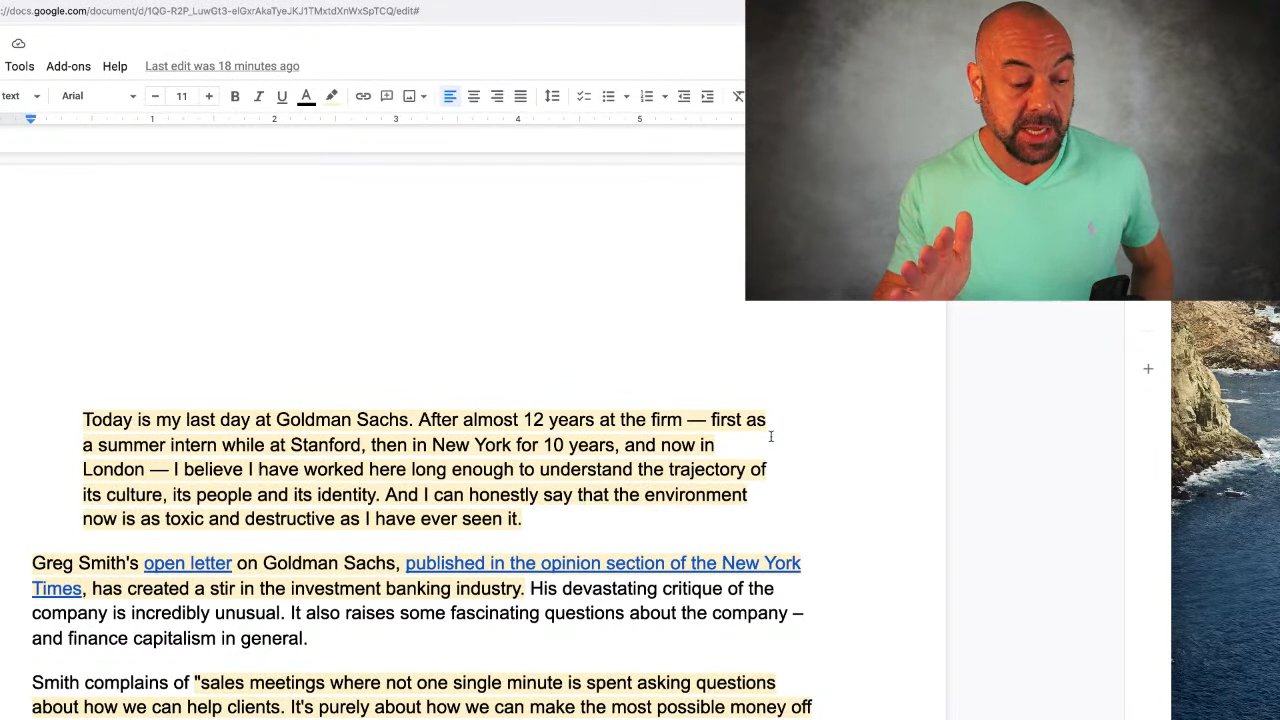 ://docs.google.com/document/d/1QG-R2P_LuwGt3-elGxrAkaTyeJKJ1TMxtdXnWxSpTCQ/edit#
Tools Add-ons Help Last edit was 18 minutes ago
text Arial 11 B I U A
1 2 3 4 5
Today is my last day at Goldman Sachs. After almost 12 years at the firm — first as
a summer intern while at Stanford, then in New York for 10 years, and now in
London — I believe I have worked here long enough to understand the trajectory of
its culture, its people and its identity. And I can honestly say that the environment
now is as toxic and destructive as I have ever seen it.
Greg Smith's open letter on Goldman Sachs, published in the opinion section of the New York
Times, has created a stir in the investment banking industry. His devastating critique of the
company is incredibly unusual. It also raises some fascinating questions about the company –
and finance capitalism in general.
Smith complains of "sales meetings where not one single minute is spent asking questions
about how we can help clients. It's purely about how we can make the most possible money off